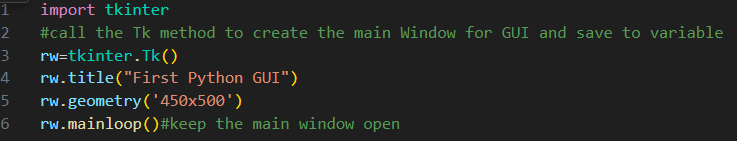 1 import tkinter
2 #call the Tk method to create the main Window for GUI and save to variable
3 rw=tkinter.Tk()
4 rw.title("First Python GUI")
5 rw.geometry('450x500')
6 rw.mainloop()#keep the main window open